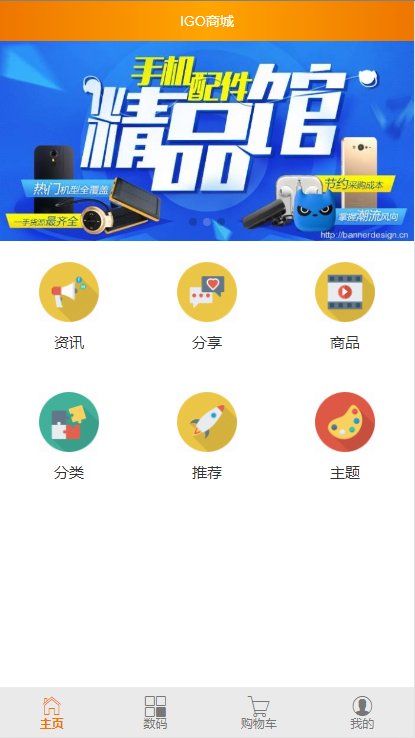 IGO商城
手机配件
精品馆
热门机型全覆盖
一手货源最齐全
节约采购成本
掌握潮流风向
http://bannerdesign.cn
资讯
分享
商品
分类
推荐
主题
主页
数码
购物车
我的